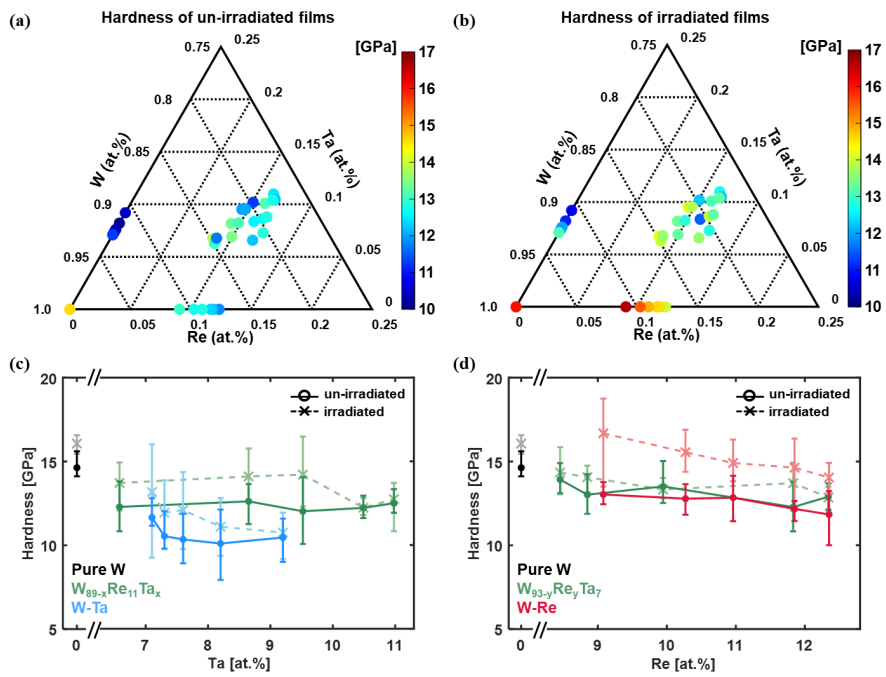 (a)
Hardness of un-irradiated films
0.75
0.25
[GPa]
17
16
15
14
13
12
11
10
0.8
0.2
0.85
0.15
W (at.%)
Ta (at.%)
0.9
0.1
0.95
0.05
1.0
0
0
0.05
0.15
0.2
0.25
Re (at.%)
(b)
Hardness of irradiated films
0.75
0.25
[GPa]
17
16
15
14
13
12
11
10
0.8
0.2
0.85
0.15
W (at.%)
Ta (at.%)
0.9
0.1
0.95
0.05
1.0
0
0
0.05
0.1
0.15
0.2
0.25
Re (at.%)
(c)
20
15
10
5
Hardness [GPa]
un-irradiated
irradiated
Pure W
W89-xRe11Tax
W-Ta
0
7
8
9
10
11
Ta [at.%]
(d)
20
15
10
5
Hardness [GPa]
un-irradiated
irradiated
Pure W
W93-yReyTa7
W-Re
0
9
10
11
12
Re [at.%]